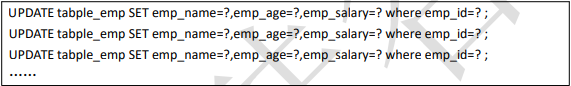 UPDATE tabple_emp SET emp_name=?,emp_age=?,emp_salary=? where emp_id=? ;
UPDATE tabple_emp SET emp_name=?,emp_age=?,emp_salary=? where emp_id=? ;
UPDATE tabple_emp SET emp_name=?,emp_age=?,emp_salary=? where emp_id=? ;
……